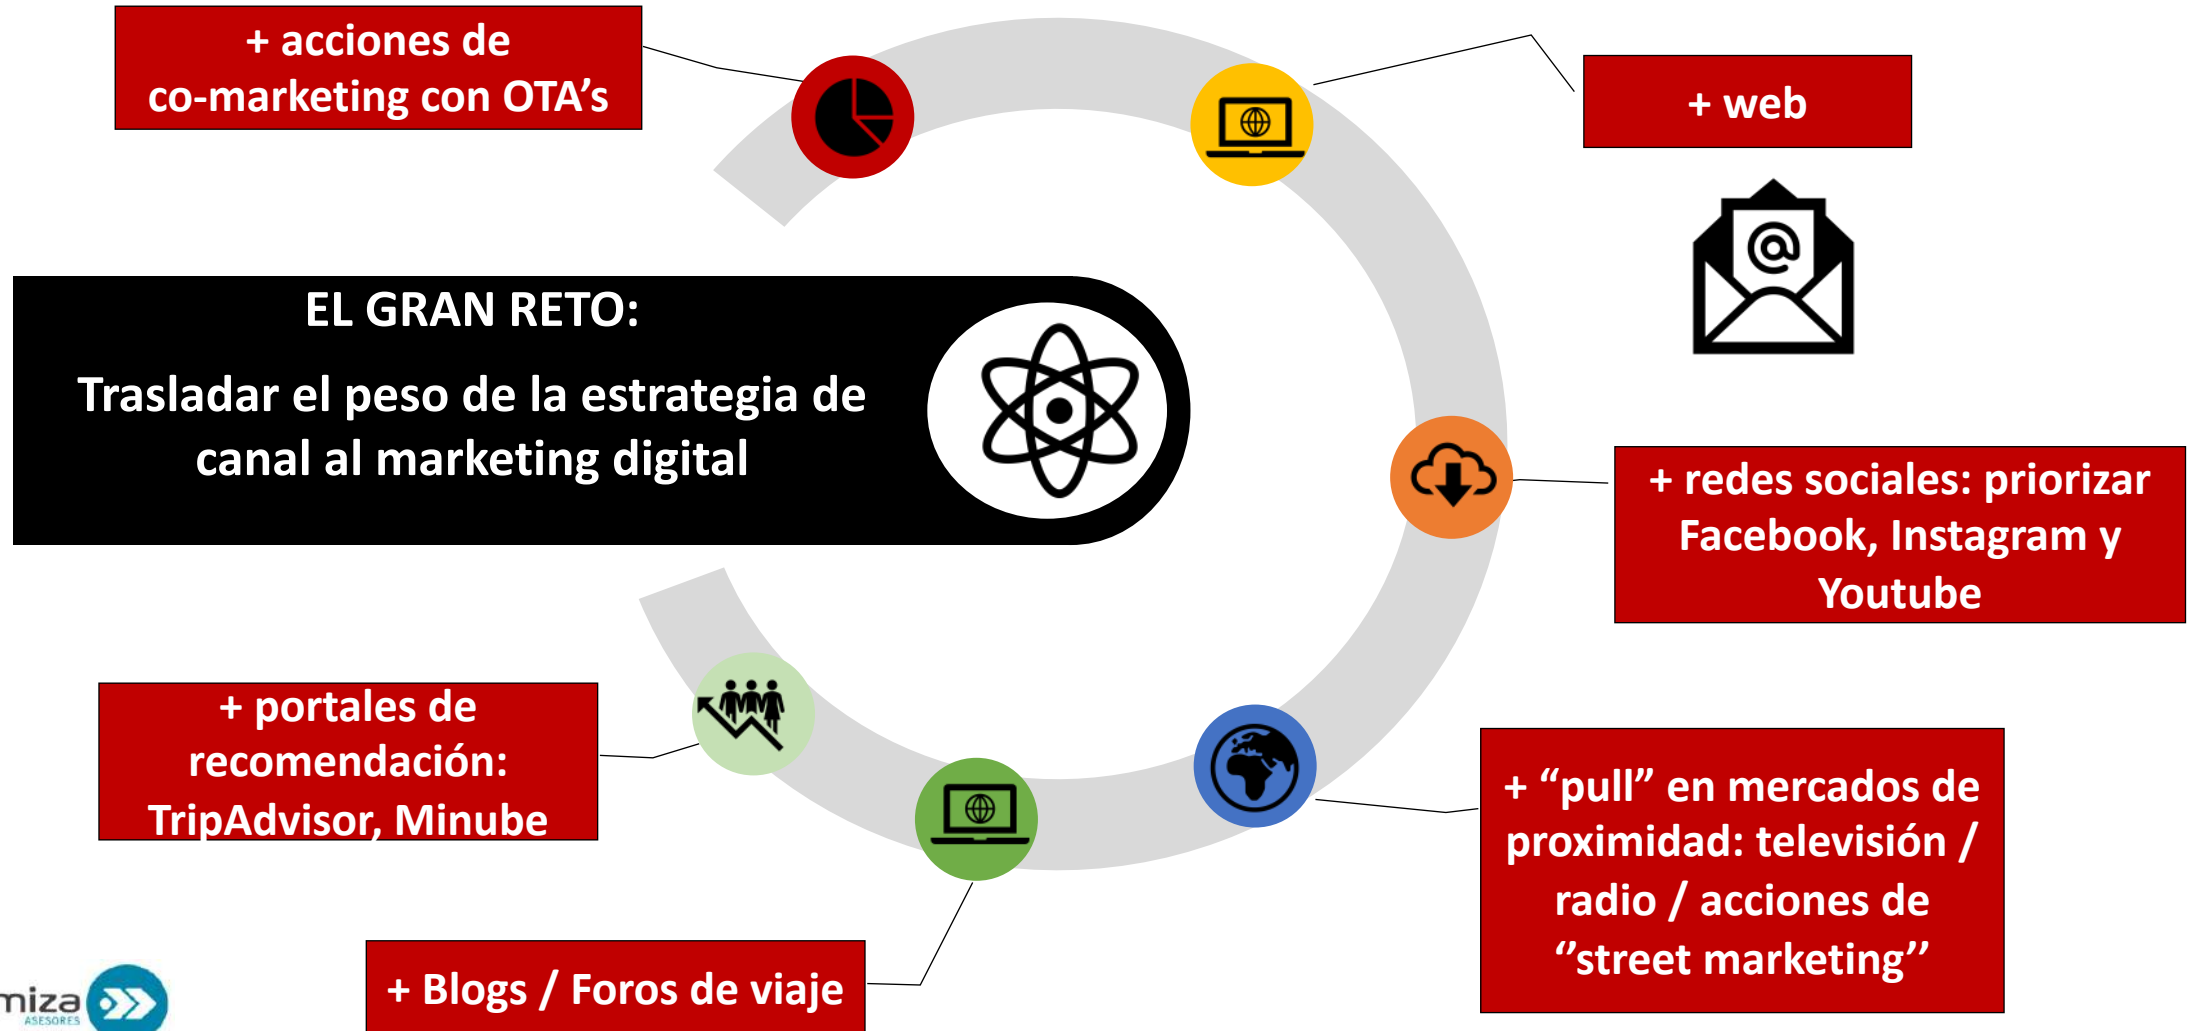 + acciones de
co-marketing con OTA’s
+ web
@
EL GRAN RETO:
Trasladar el peso de la estrategia de
canal al marketing digital
+ redes sociales: priorizar
Facebook, Instagram y
Youtube
+ portales de
recomendación:
TripAdvisor, Minube
+ “pull” en mercados de
proximidad: televisión /
radio / acciones de
‘’street marketing’’
+ Blogs / Foros de viaje
miza
ASESORES